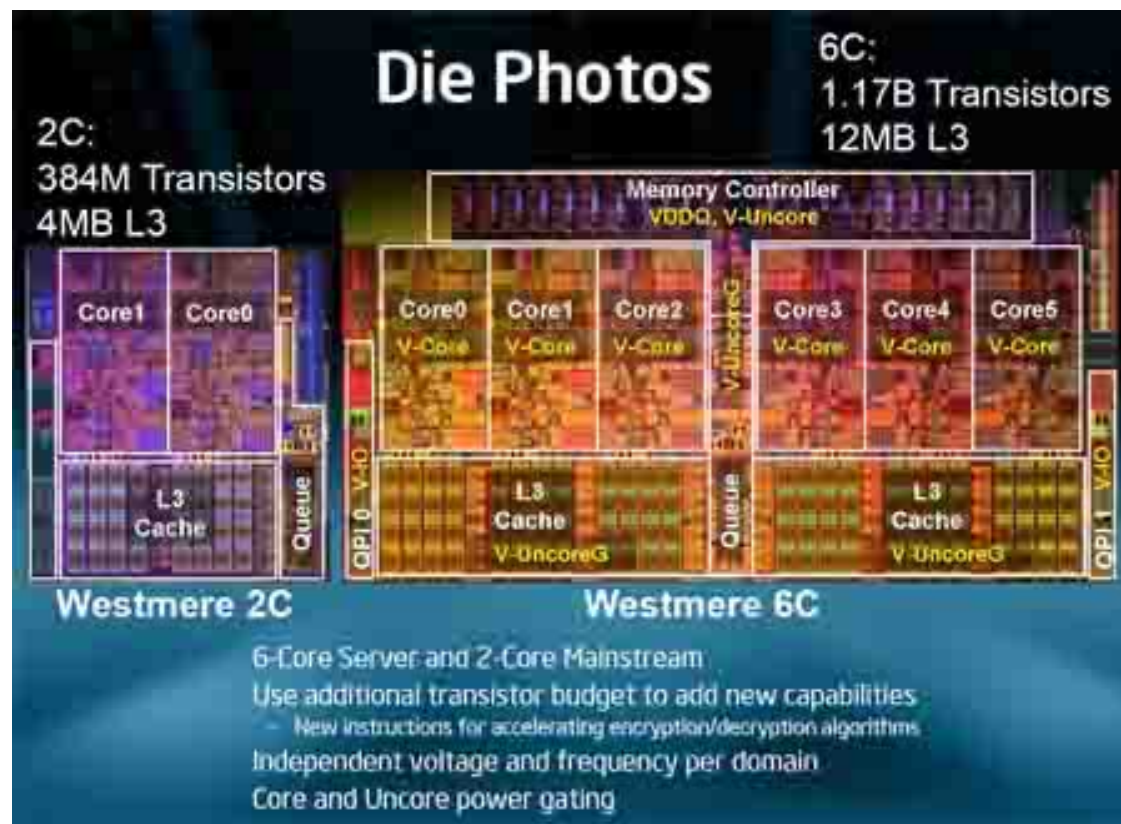 Die Photos
2C:
384M Transistors
4MB L3
6C:
1.17B Transistors
12MB L3
Core1
Core0
L3
Cache
Queue
Westmere 2C
Memory Controller
VDDQ, V-Uncore
Core0
V-Core
Core1
V-Core
Core2
V-Core
V-UncoreG
Core3
V-Core
Core4
V-Core
Core5
V-Core
QPI 0 V-IO
L3
Cache
V-UncoreG
Queue
L3
Cache
V-UncoreG
QPI 1 V-IO
Westmere 6C
6-Core Server and 2-Core Mainstream
Use additional transistor budget to add new capabilities
– New instructions for accelerating encryption/decryption algorithms
Independent voltage and frequency per domain
Core and Uncore power gating